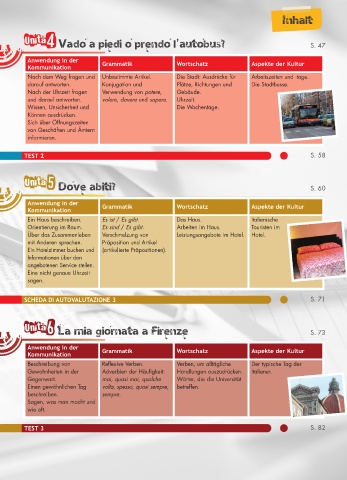 Inhalt
Unità 4 Vado a piedi o prendo l'autobus? S. 47
Anwendung in der
Kommunikation
Grammatik
Wortschatz
Aspekte der Kultur
Nach dem Weg fragen und
darauf antworten.
Nach der Uhrzeit fragen
und darauf antworten.
Wissen, Unsicherheit und
Können ausdrücken.
Sich über Öffnungszeiten
von Geschäften und Ämtern
informieren.
Unbestimmte Artikel.
Konjugation und
Verwendung von potere,
volere, dovere und sapere.
Die Stadt: Ausdrücke für
Plätze, Richtungen und
Gebäude.
Uhrzeit.
Die Wochentage.
Arbeitszeiten und -tage.
Die Stadtbusse.
TEST 2 S. 58
Unità 5 Dove abiti? S. 60
Anwendung in der
Kommunikation
Grammatik
Wortschatz
Aspekte der Kultur
Ein Haus beschreiben.
Orientierung im Raum.
Über das Zusammenleben
mit Anderen sprechen.
Ein Hotelzimmer buchen und
Informationen über den
angebotenen Service stellen.
Eine nicht genaue Uhrzeit
sagen.
Es ist / Es gibt.
Es sind / Es gibt.
Verschmelzung von
Präposition und Artikel
(artikulierte Präpositionen).
Das Haus.
Arbeiten im Haus.
Leistungsangebote im Hotel.
Italienische
Touristen im
Hotel.
SCHEDA DI AUTOVALUTAZIONE 3 S. 71
Unità 6 La mia giornata a Firenze S. 73
Anwendung in der
Kommunikation
Grammatik
Wortschatz
Aspekte der Kultur
Beschreibung von
Gewohnheiten in der
Gegenwart.
Einen gewöhnlichen Tag
beschreiben.
Sagen, was man macht und
wie oft.
Reflexive Verben.
Adverbien der Häufigkeit:
mai, quasi mai, qualche
volta, spesso, quasi sempre,
sempre.
Verben, um alltägliche
Handlungen auszudrücken.
Wörter, die die Universität
betreffen.
Der typische Tag der
Italiener.
TEST 3 S. 82